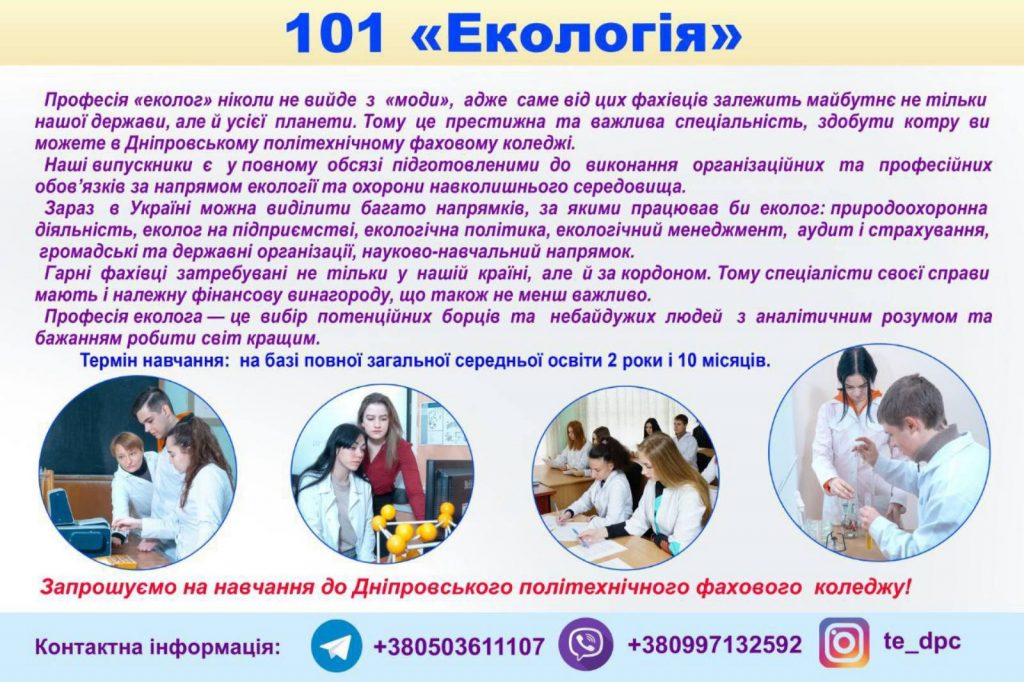 101 «Екологія»
Професія «еколог» ніколи не вийде з «моди», адже саме від цих фахівців залежить майбутнє не тільки
нашої держави, але й усієї планети. Тому це престижна та важлива спеціальність, здобути котру ви
можете в Дніпровському політехнічному фаховому коледжі.
Наші випускники є у повному обсязі підготовленими до виконання організаційних та професійних
обов’язків за напрямом екології та охорони навколишнього середовища.
Зараз в Україні можна виділити багато напрямків, за якими працював би еколог: природоохоронна
діяльність, еколог на підприємстві, екологічна політика, екологічний менеджмент, аудит і страхування,
громадські та державні організації, науково-навчальний напрямок.
Гарні фахівці затребувані не тільки у нашій країні, але й за кордоном. Тому спеціалісти своєї справи
мають і належну фінансову винагороду, що також не менш важливо.
Професія еколога — це вибір потенційних борців та небайдужих людей з аналітичним розумом та
бажанням робити світ кращим.
Термін навчання: на базі повної загальної середньої освіти 2 роки і 10 місяців.
Запрошуємо на навчання до Дніпровського політехнічного фахового коледжу!
Контактна інформація: +380503611107 +380997132592 te_dpc